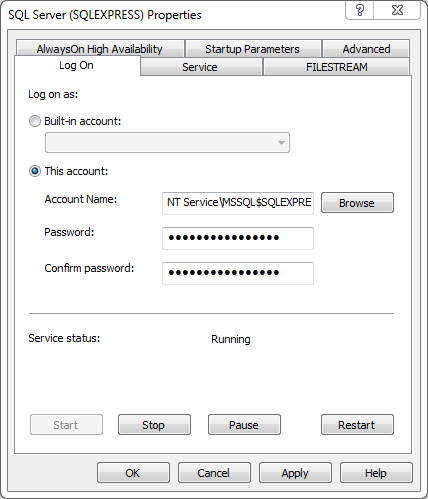 SQL Server (SQLEXPRESS) Properties
AlwaysOn High Availability Startup Parameters Advanced
Log On Service FILESTREAM
Log on as:
Built-in account:
This account:
Account Name: NT Service\MSSQL$SQLEXPRE Browse
Password: ●●●●●●●●●●●●●●●●
Confirm password: ●●●●●●●●●●●●●●●●
Service status: Running
Start Stop Pause Restart
OK Cancel Apply Help